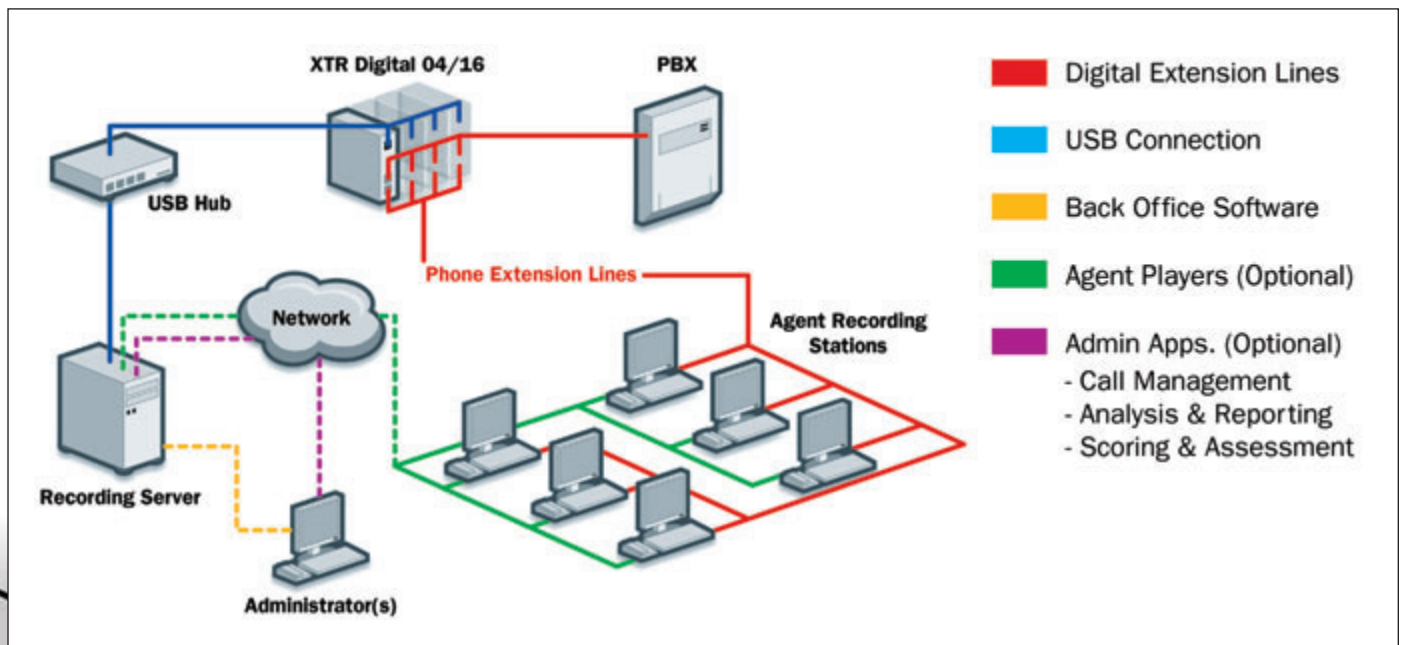 XTR Digital 04/16
PBX
USB Hub
Phone Extension Lines
Network
Agent Recording
Stations
Recording Server
Administrator(s)
Digital Extension Lines
USB Connection
Back Office Software
Agent Players (Optional)
Admin Apps. (Optional)
- Call Management
- Analysis & Reporting
- Scoring & Assessment